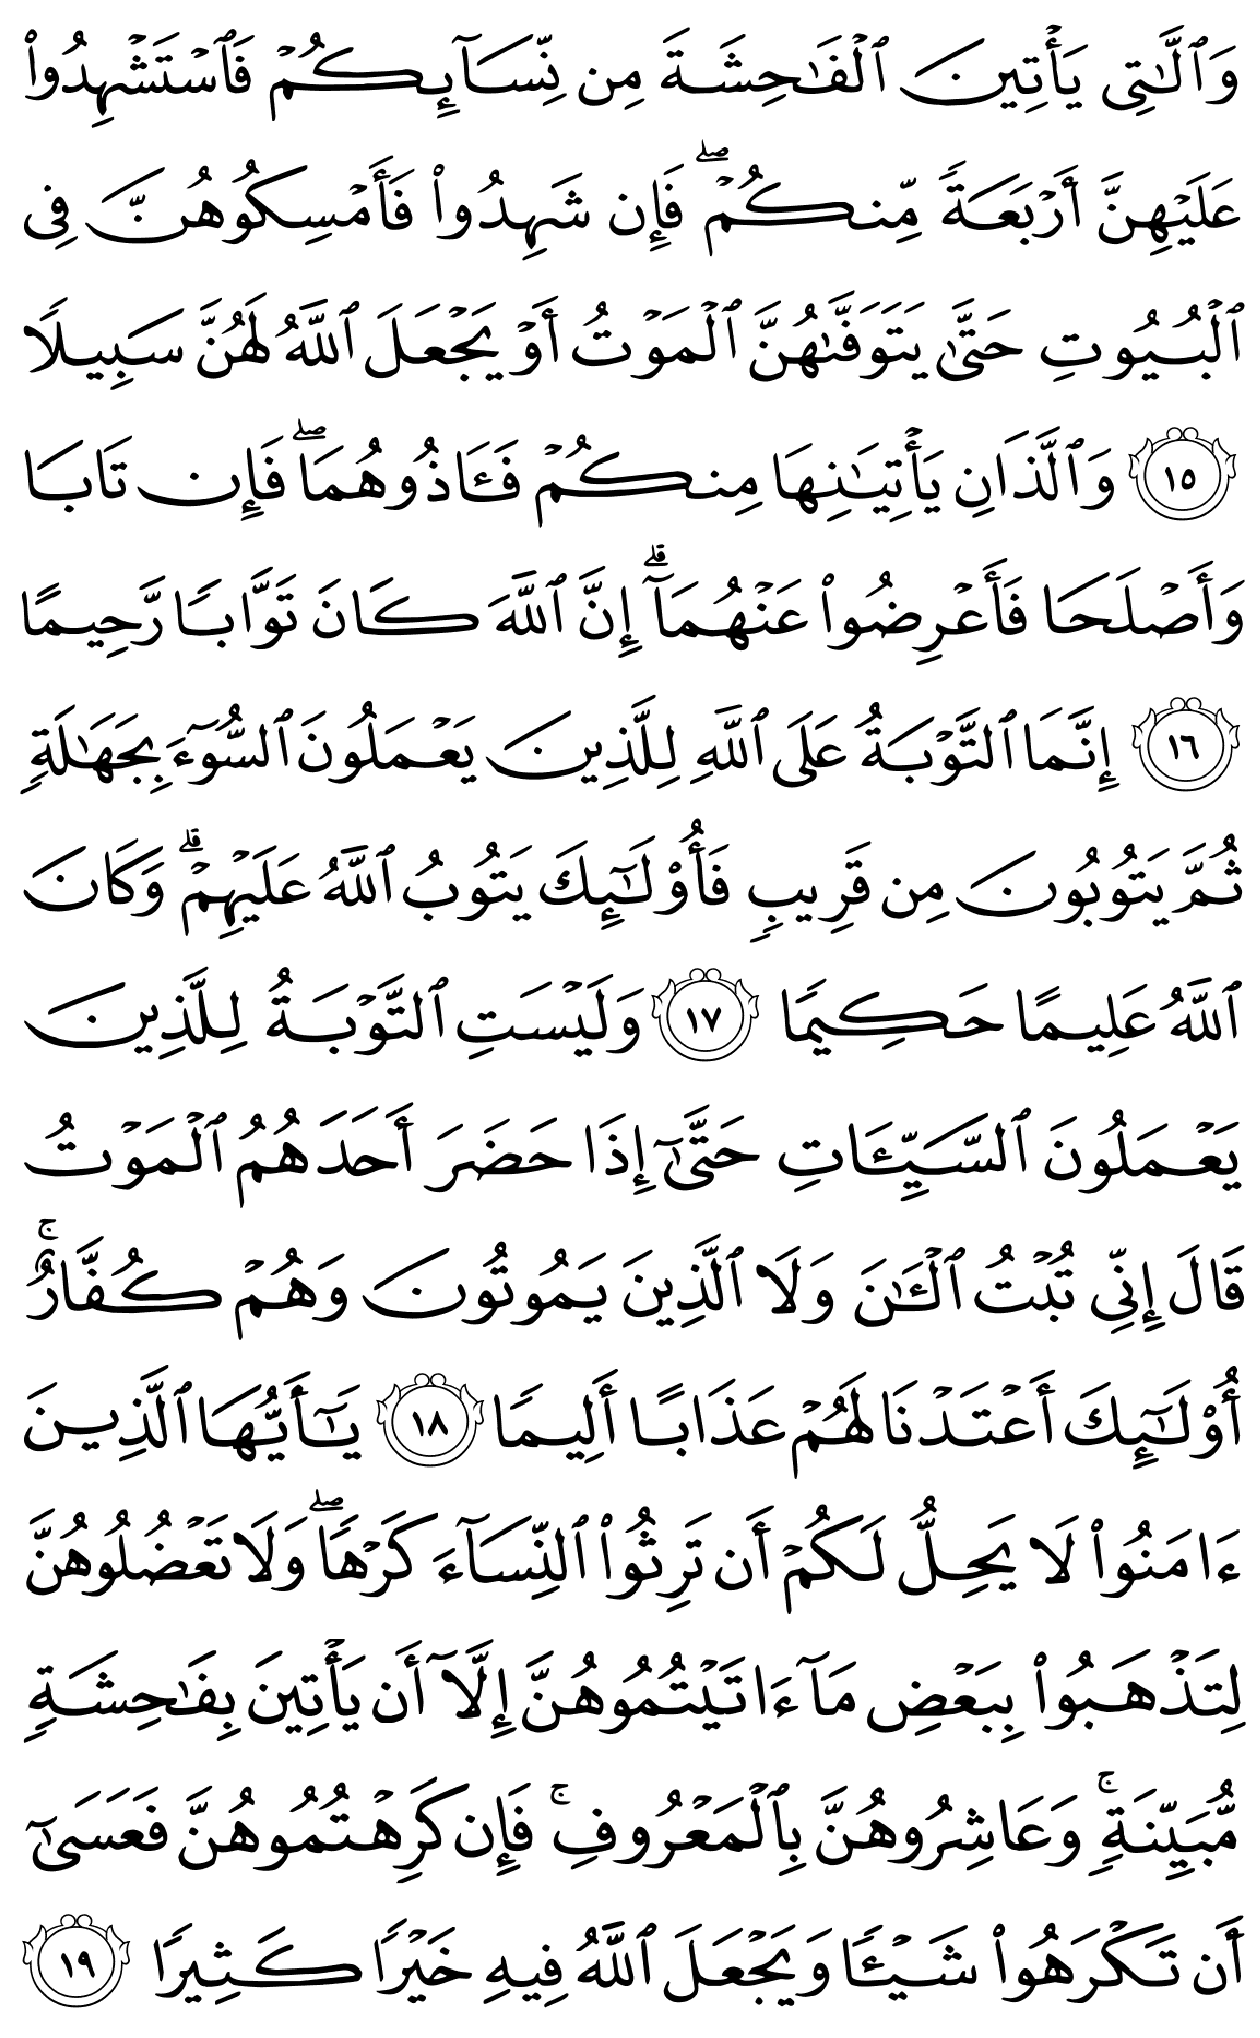 وَٱلَّٰتِى يَأۡتِينَ ٱلۡفَٰحِشَةَ مِن نِّسَآئِكُمۡ فَٱسۡتَشۡهِدُواْ
عَلَيۡهِنَّ أَرۡبَعَةً مِّنكُمۡۖ فَإِن شَهِدُواْ فَأَمۡسِكُوهُنَّ فِى
ٱلۡبُيُوتِ حَتَّىٰ يَتَوَفَّىٰهُنَّ ٱلۡمَوۡتُ أَوۡ يَجۡعَلَ ٱللَّهُ لَهُنَّ سَبِيلًا
١٥ وَٱلَّذَانِ يَأۡتِيَٰنِهَا مِنكُمۡ فَـَٔاذُوهُمَاۖ فَإِن تَابَا
وَأَصۡلَحَا فَأَعۡرِضُواْ عَنۡهُمَآۗ إِنَّ ٱللَّهَ كَانَ تَوَّابًا رَّحِيمًا
١٦ إِنَّمَا ٱلتَّوۡبَةُ عَلَى ٱللَّهِ لِلَّذِينَ يَعۡمَلُونَ ٱلسُّوٓءَ بِجَهَٰلَةٍ
ثُمَّ يَتُوبُونَ مِن قَرِيبٍ فَأُوْلَٰٓئِكَ يَتُوبُ ٱللَّهُ عَلَيۡهِمۡۗ وَكَانَ
ٱللَّهُ عَلِيمًا حَكِيمًا ١٧ وَلَيۡسَتِ ٱلتَّوۡبَةُ لِلَّذِينَ
يَعۡمَلُونَ ٱلسَّيِّـَٔاتِ حَتَّىٰٓ إِذَا حَضَرَ أَحَدَهُمُ ٱلۡمَوۡتُ
قَالَ إِنِّى تُبۡتُ ٱلۡـَٰٔنَ وَلَا ٱلَّذِينَ يَمُوتُونَ وَهُمۡ كُفَّارٌۚ
أُوْلَٰٓئِكَ أَعۡتَدۡنَا لَهُمۡ عَذَابًا أَلِيمًا ١٨ يَٰٓأَيُّهَا ٱلَّذِينَ
ءَامَنُواْ لَا يَحِلُّ لَكُمۡ أَن تَرِثُواْ ٱلنِّسَآءَ كَرۡهًاۖ وَلَا تَعۡضُلُوهُنَّ
لِتَذۡهَبُواْ بِبَعۡضِ مَآ ءَاتَيۡتُمُوهُنَّ إِلَّآ أَن يَأۡتِينَ بِفَٰحِشَةٍ
مُّبَيِّنَةٍۚ وَعَاشِرُوهُنَّ بِٱلۡمَعۡرُوفِۚ فَإِن كَرِهۡتُمُوهُنَّ فَعَسَىٰٓ
أَن تَكۡرَهُواْ شَيۡـًٔا وَيَجۡعَلَ ٱللَّهُ فِيهِ خَيۡرًا كَثِيرًا ١٩